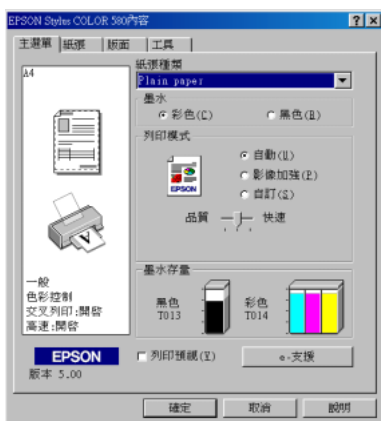 EPSON Stylus COLOR 580內容
主選單 紙張 版面 工具
A4
紙張種類
Plain paper
墨水
彩色(C) 黑色(B)
列印模式
EPSON
自動(U)
影像加強(P)
自訂(S)
品質 快速
一般
色彩控制
交叉列印:開啓
高速:開啓
墨水存量
黑色
T013
彩色
T014
EPSON
版本 5.00
列印預視(V)
e-支援
確定 取消 說明